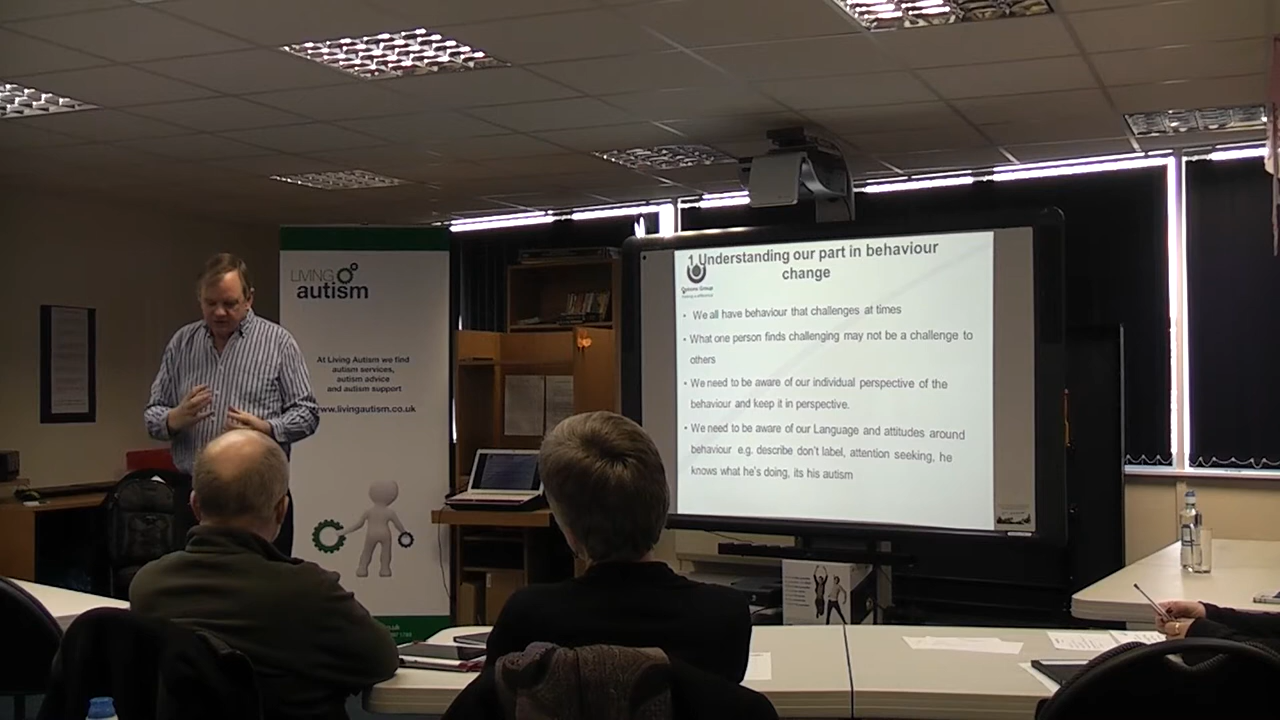 LIVING
autism
At Living Autism we find
autism services,
autism advice
and autism support
www.livingautism.co.uk
1 Understanding our part in behaviour
change
Options Group
• We all have behaviour that challenges at times
• What one person finds challenging may not be a challenge to
others
• We need to be aware of our individual perspective of the
behaviour and keep it in perspective.
• We need to be aware of our Language and attitudes around
behaviour e.g. describe don't label, attention seeking, he
knows what he's doing, its his autism